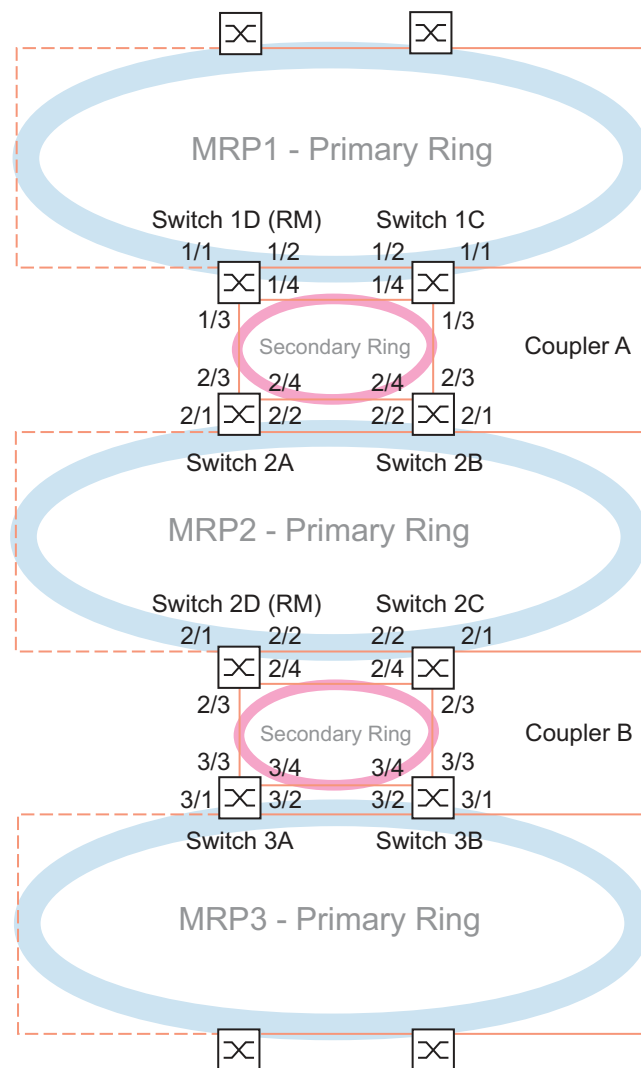 MRP1 - Primary Ring
Switch 1D (RM) Switch 1C
1/1 1/2 1/2 1/1
1/4 1/4
1/3 1/3
Secondary Ring Coupler A
2/3 2/4 2/4 2/3
2/1 2/2 2/2 2/1
Switch 2A Switch 2B
MRP2 - Primary Ring
Switch 2D (RM) Switch 2C
2/1 2/2 2/2 2/1
2/4 2/4
2/3 2/3
Secondary Ring Coupler B
3/3 3/4 3/4 3/3
3/1 3/2 3/2 3/1
Switch 3A Switch 3B
MRP3 - Primary Ring